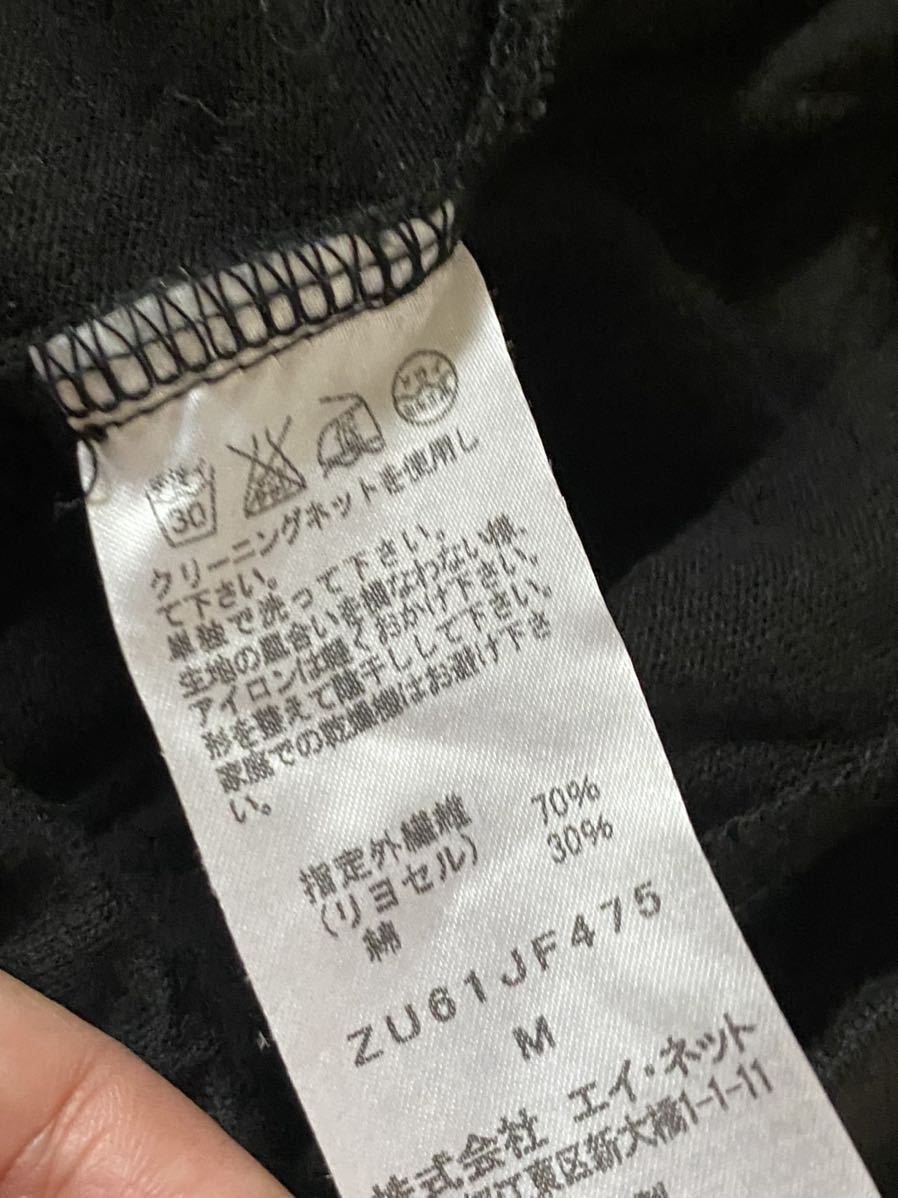 30
クリーニングネットを使用し
て下さい。
単独で洗って下さい。
生地の風合いを損なわない様、
アイロンは軽くおかけ下さい。
形を整えて陰干しして下さい。
家庭での乾燥機はお避け下さ
い。
指定外繊維 70%
(リヨセル) 30%
綿
ZU61JF475
M
株式会社 エイ・ネット
江東区新大橋1-1-11